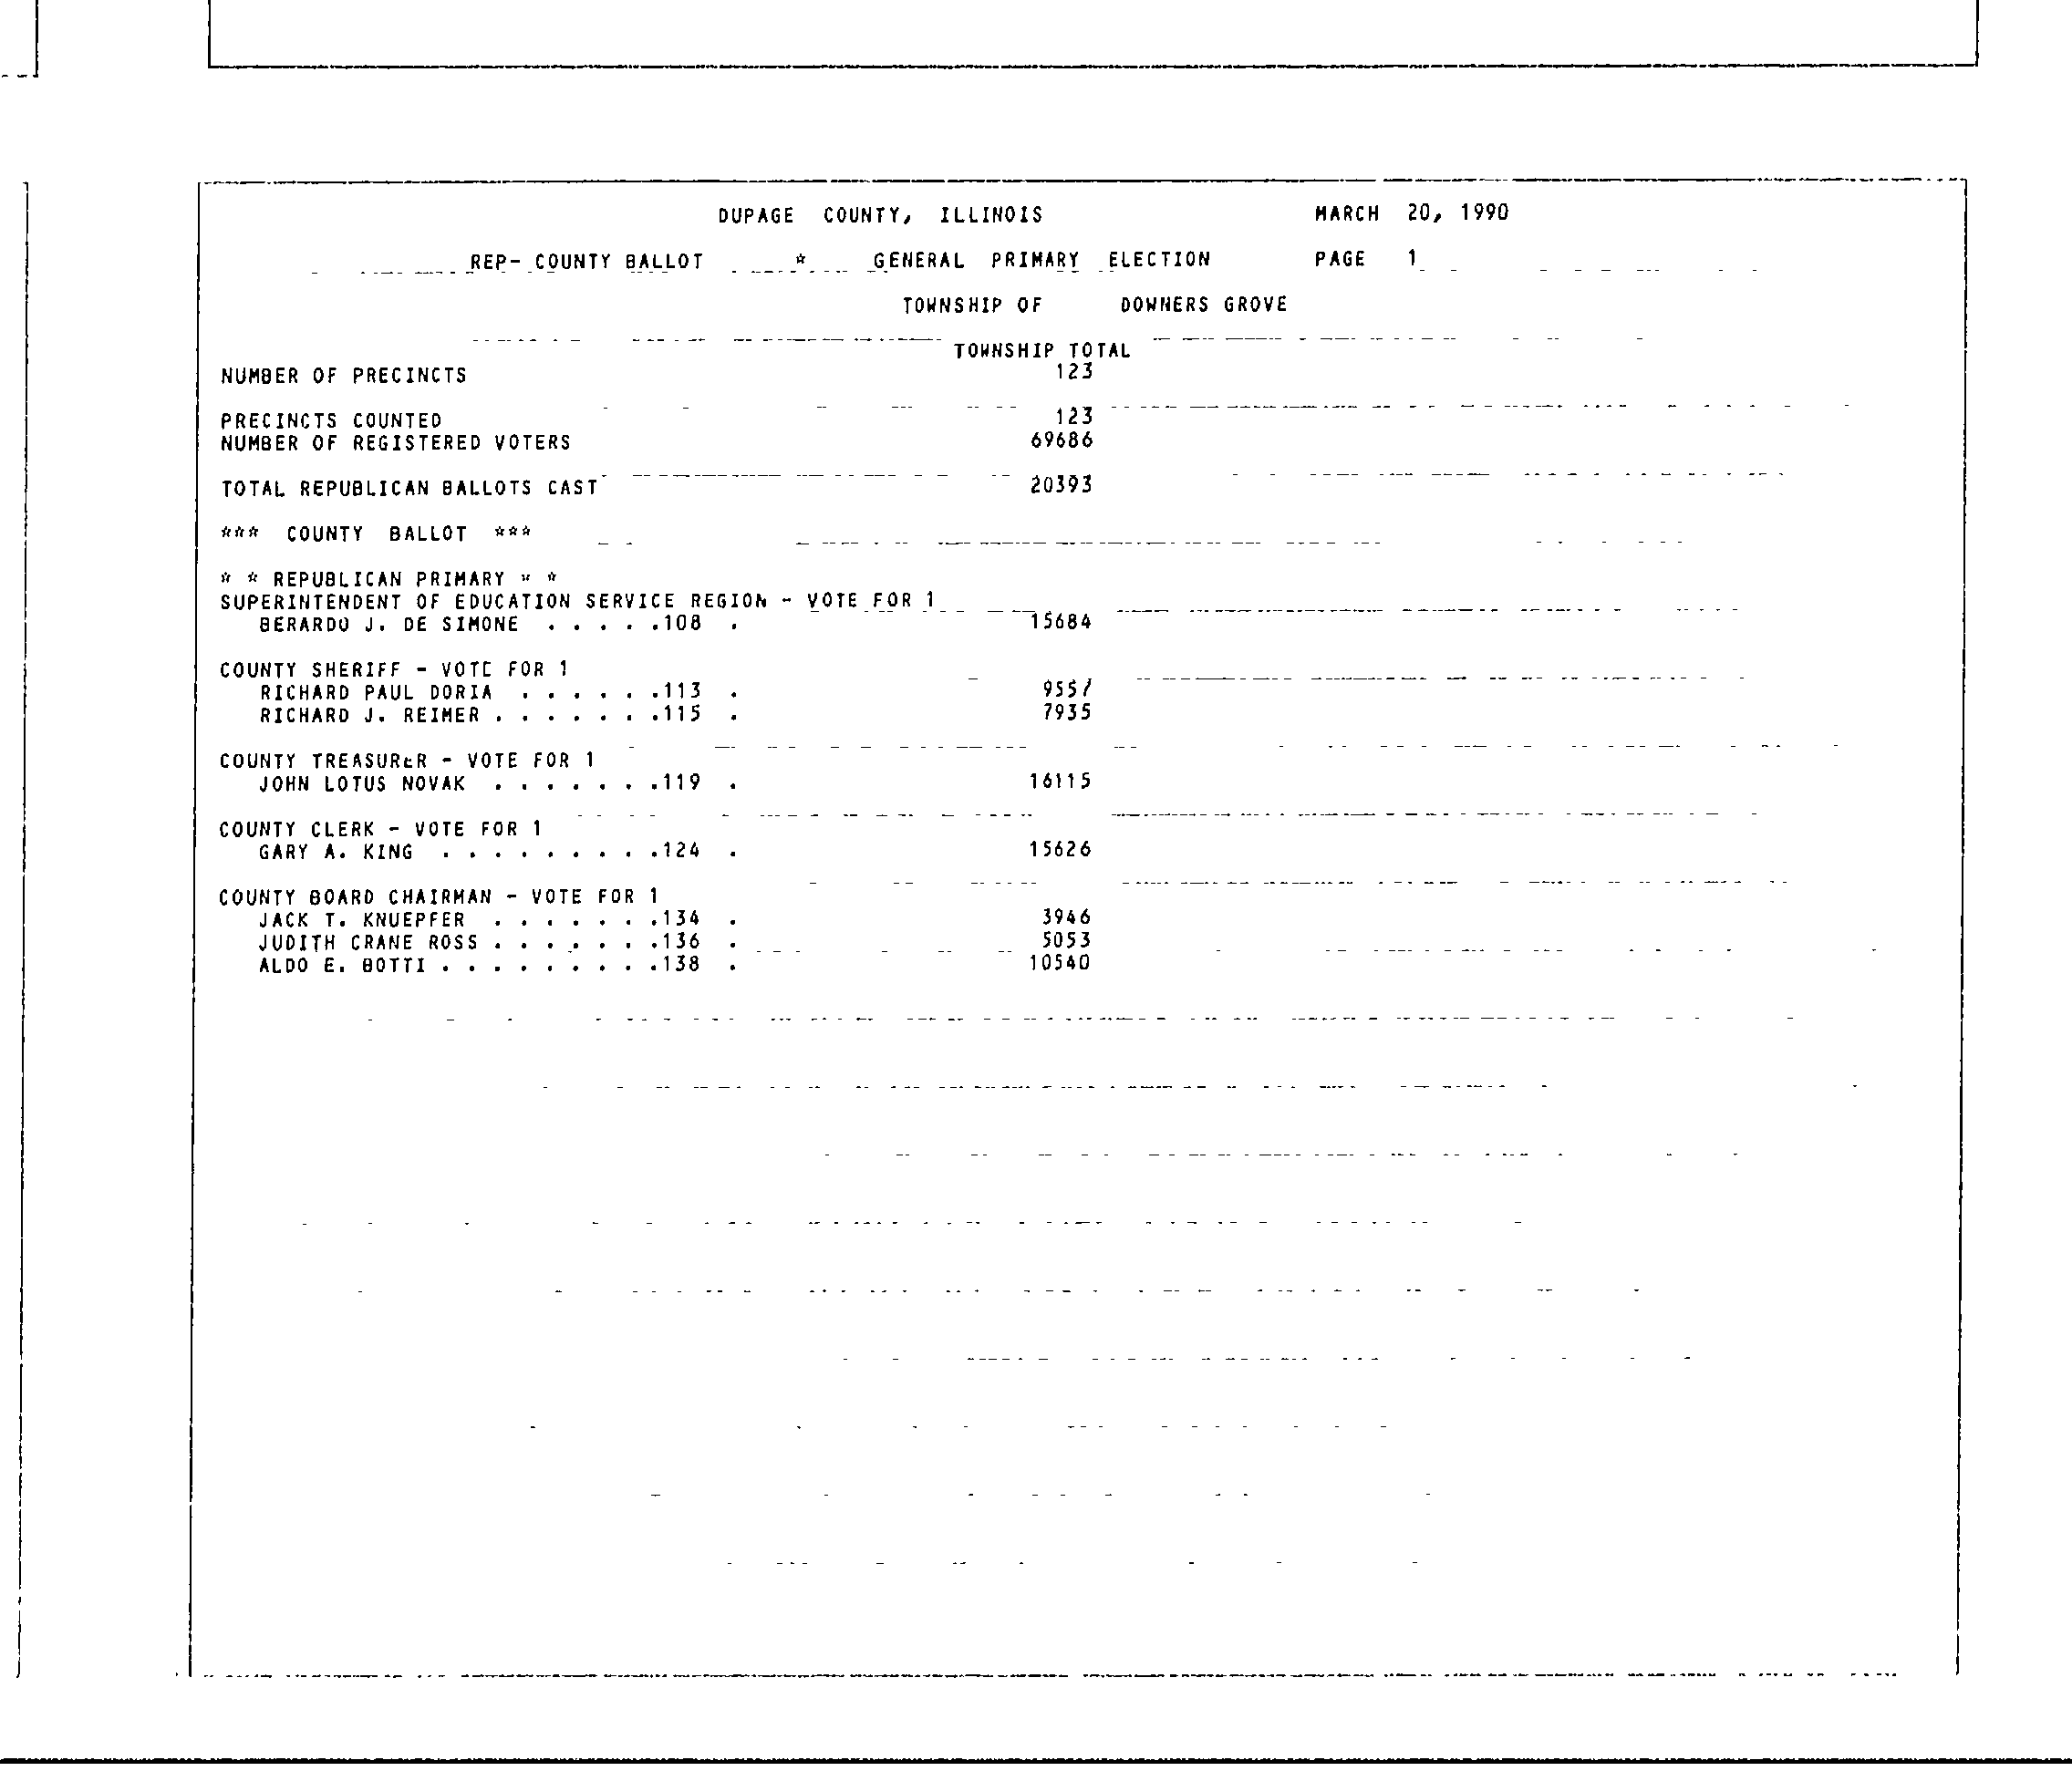 DUPAGE COUNTY, ILLINOIS MARCH 20, 1990
REP- COUNTY BALLOT * GENERAL PRIMARY ELECTION PAGE 1
TOWNSHIP OF DOWNERS GROVE
TOWNSHIP TOTAL
NUMBER OF PRECINCTS 123
PRECINCTS COUNTED 123
NUMBER OF REGISTERED VOTERS 69686
TOTAL REPUBLICAN BALLOTS CAST 20393
*** COUNTY BALLOT ***
* * REPUBLICAN PRIMARY * *
SUPERINTENDENT OF EDUCATION SERVICE REGION - VOTE FOR 1
BERARDO J. DE SIMONE . . . . .108 . 15684
COUNTY SHERIFF - VOTE FOR 1
RICHARD PAUL DORIA . . . . . .113 . 9557
RICHARD J. REIMER . . . . . . .115 . 7935
COUNTY TREASURER - VOTE FOR 1
JOHN LOTUS NOVAK . . . . . . .119 . 16115
COUNTY CLERK - VOTE FOR 1
GARY A. KING . . . . . . . . .124 . 15626
COUNTY BOARD CHAIRMAN - VOTE FOR 1
JACK T. KNUEPFER . . . . . . .134 . 3946
JUDITH CRANE ROSS . . . . . . .136 . 5053
ALDO E. BOTTI . . . . . . . . .138 . 10540